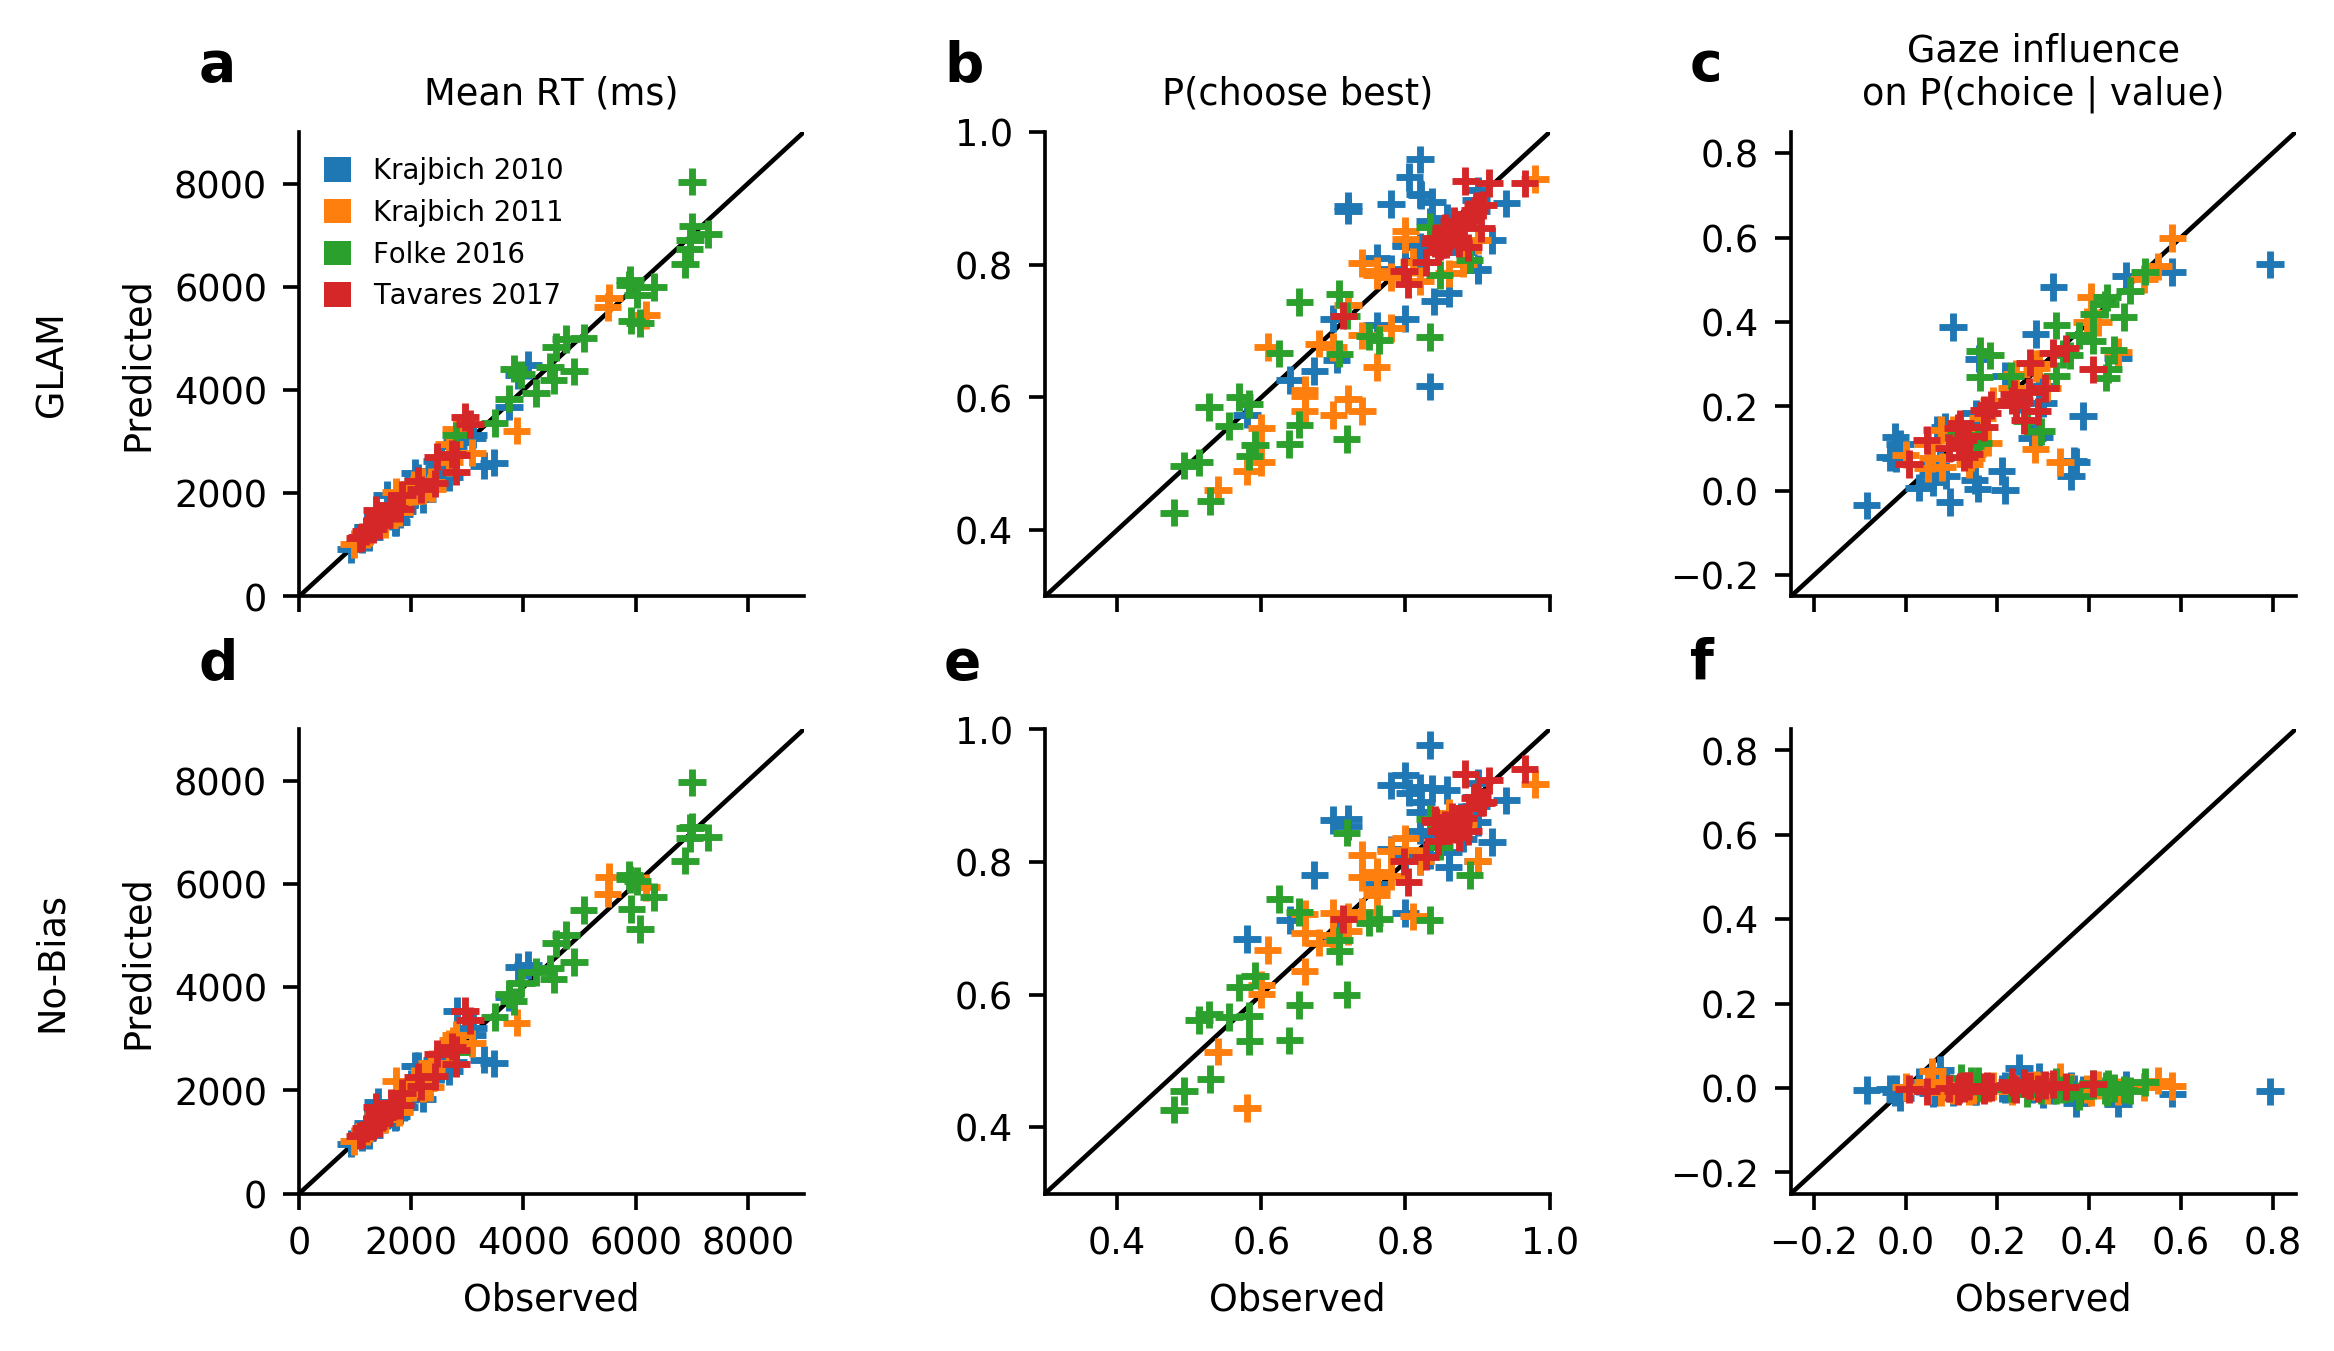 a
Mean RT (ms)
b
P(choose best)
c
Gaze influence
on P(choice | value)
GLAM
Predicted
8000
6000
4000
2000
0
Krajbich 2010
Krajbich 2011
Folke 2016
Tavares 2017
1.0
0.8
0.6
0.4
0.8
0.6
0.4
0.2
0.0
−0.2
d
e
f
No-Bias
Predicted
8000
6000
4000
2000
0
0 2000 4000 6000 8000
Observed
1.0
0.8
0.6
0.4
0.4 0.6 0.8 1.0
Observed
0.8
0.6
0.4
0.2
0.0
−0.2
−0.2 0.0 0.2 0.4 0.6 0.8
Observed